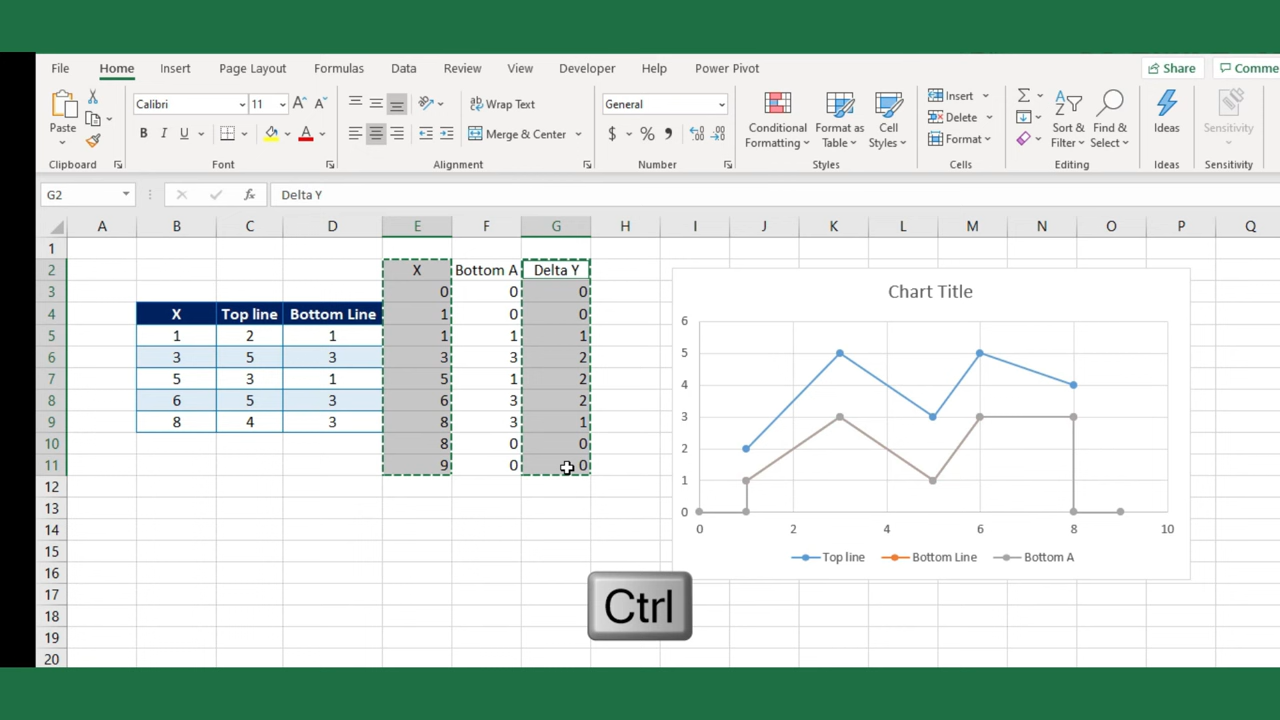 File Home Insert Page Layout Formulas Data Review View Developer Help Power Pivot Share Comme
Calibri 11 A A Wrap Text General Insert
Paste B I U A Merge & Center $ % Conditional Formatting Format as Table Cell Styles Delete Format Sort & Filter Find & Select Ideas Sensitivity
Clipboard Font Alignment Number Styles Cells Editing Ideas Sensitivity
G2 fx Delta Y
A B C D E F G H I J K L M N O P Q
1
2 X Bottom A Delta Y
3 0 0 0
4 X Top line Bottom Line 1 0 0
5 1 2 1 1 1 1
6 3 5 3 3 3 2
7 5 3 1 5 1 2
8 6 5 3 6 3 2
9 8 4 3 8 3 1
10 8 0 0
11 9 0 0
12
13
14
15
16
17
18
19
20
Chart Title
6
5
4
3
2
1
0
0 2 4 6 8 10
Top line Bottom Line Bottom A
Ctrl